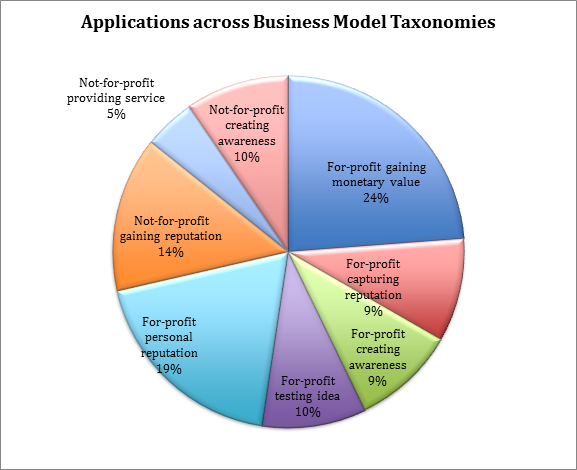 Applications across Business Model Taxonomies
Not-for-profit
providing service
5%
Not-for-profit
creating
awareness
10%
For-profit gaining
monetary value
24%
Not-for-profit
gaining reputation
14%
For-profit
capturing
reputation
9%
For-profit
personal
reputation
19%
For-profit
creating
awareness
9%
For-profit
testing idea
10%